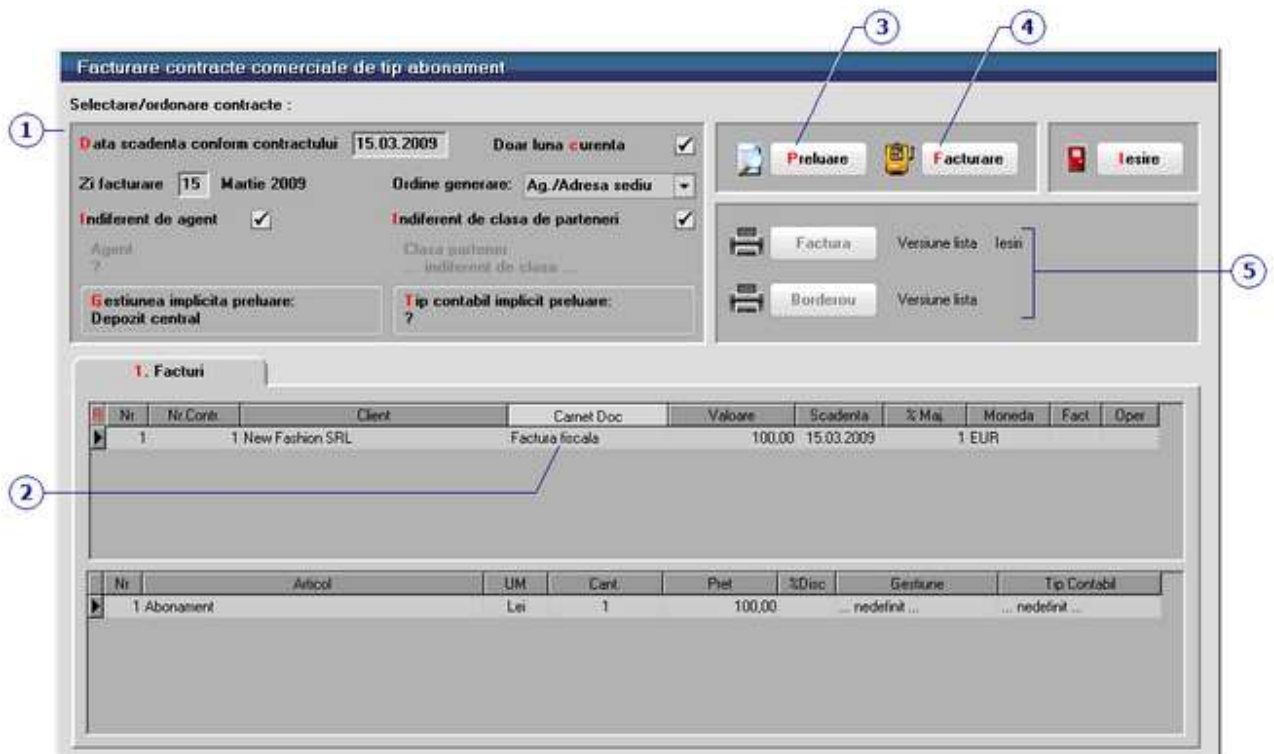 3 4
Facturare contracte comerciale de tip abonament
Selectare/ordonare contracte :
1
Data scadenta conform contractului 15.03.2009 Doar luna curenta
Preluare Facturare Iesire
Zi facturare 15 Martie 2009 Ordine generare: Ag./Adresa sediu
Indiferent de agent Indiferent de clasa de parteneri
Agent Clasa partener
? ... indiferent de clasa ...
Factura Versiune lista Iesiri
5
Gestiunea implicita preluare: Tip contabil implicit preluare:
Depozit central ?
Borderou Versiune lista
1. Facturi
R Nr Nr.Contr. Client Carnet Doc Valoare Scadenta % Maj. Moneda Fact Oper
1 1 New Fashion SRL Factura fiscala 100,00 15.03.2009 1 EUR
2
Nr Articol UM Cant. Pret %Disc Gestiune Tip Contabil
1 Abonament Lei 1 100,00 ... nedefinit ... ... nedefinit ...